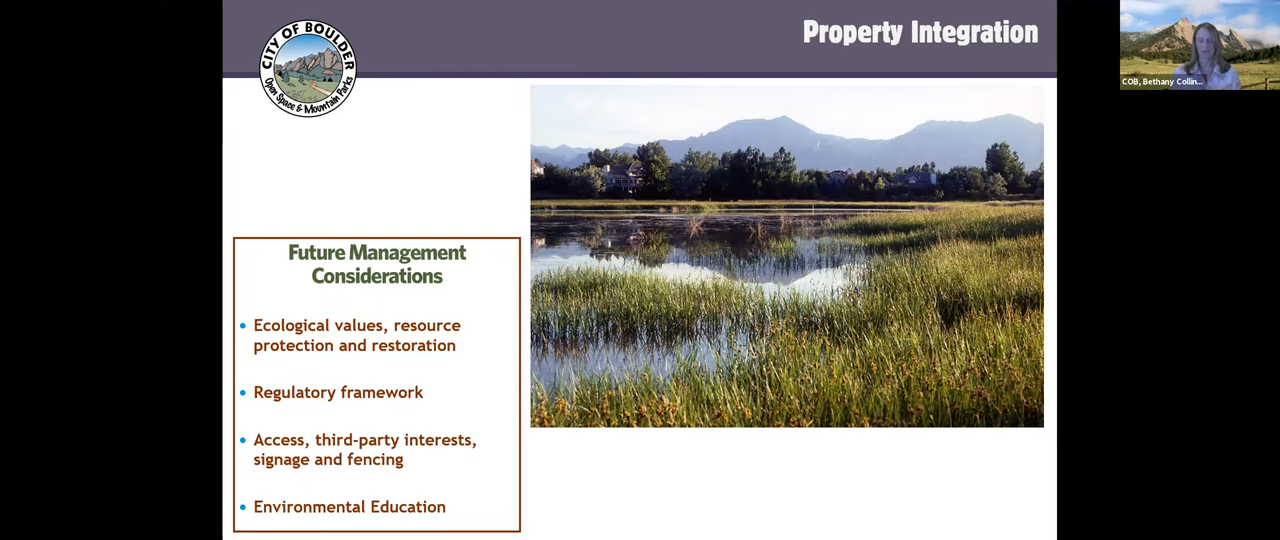 Property Integration
CITY OF BOULDER
Open Space & Mountain Parks
COB, Bethany Collin...
Future Management
Considerations
• Ecological values, resource
protection and restoration
• Regulatory framework
• Access, third-party interests,
signage and fencing
• Environmental Education